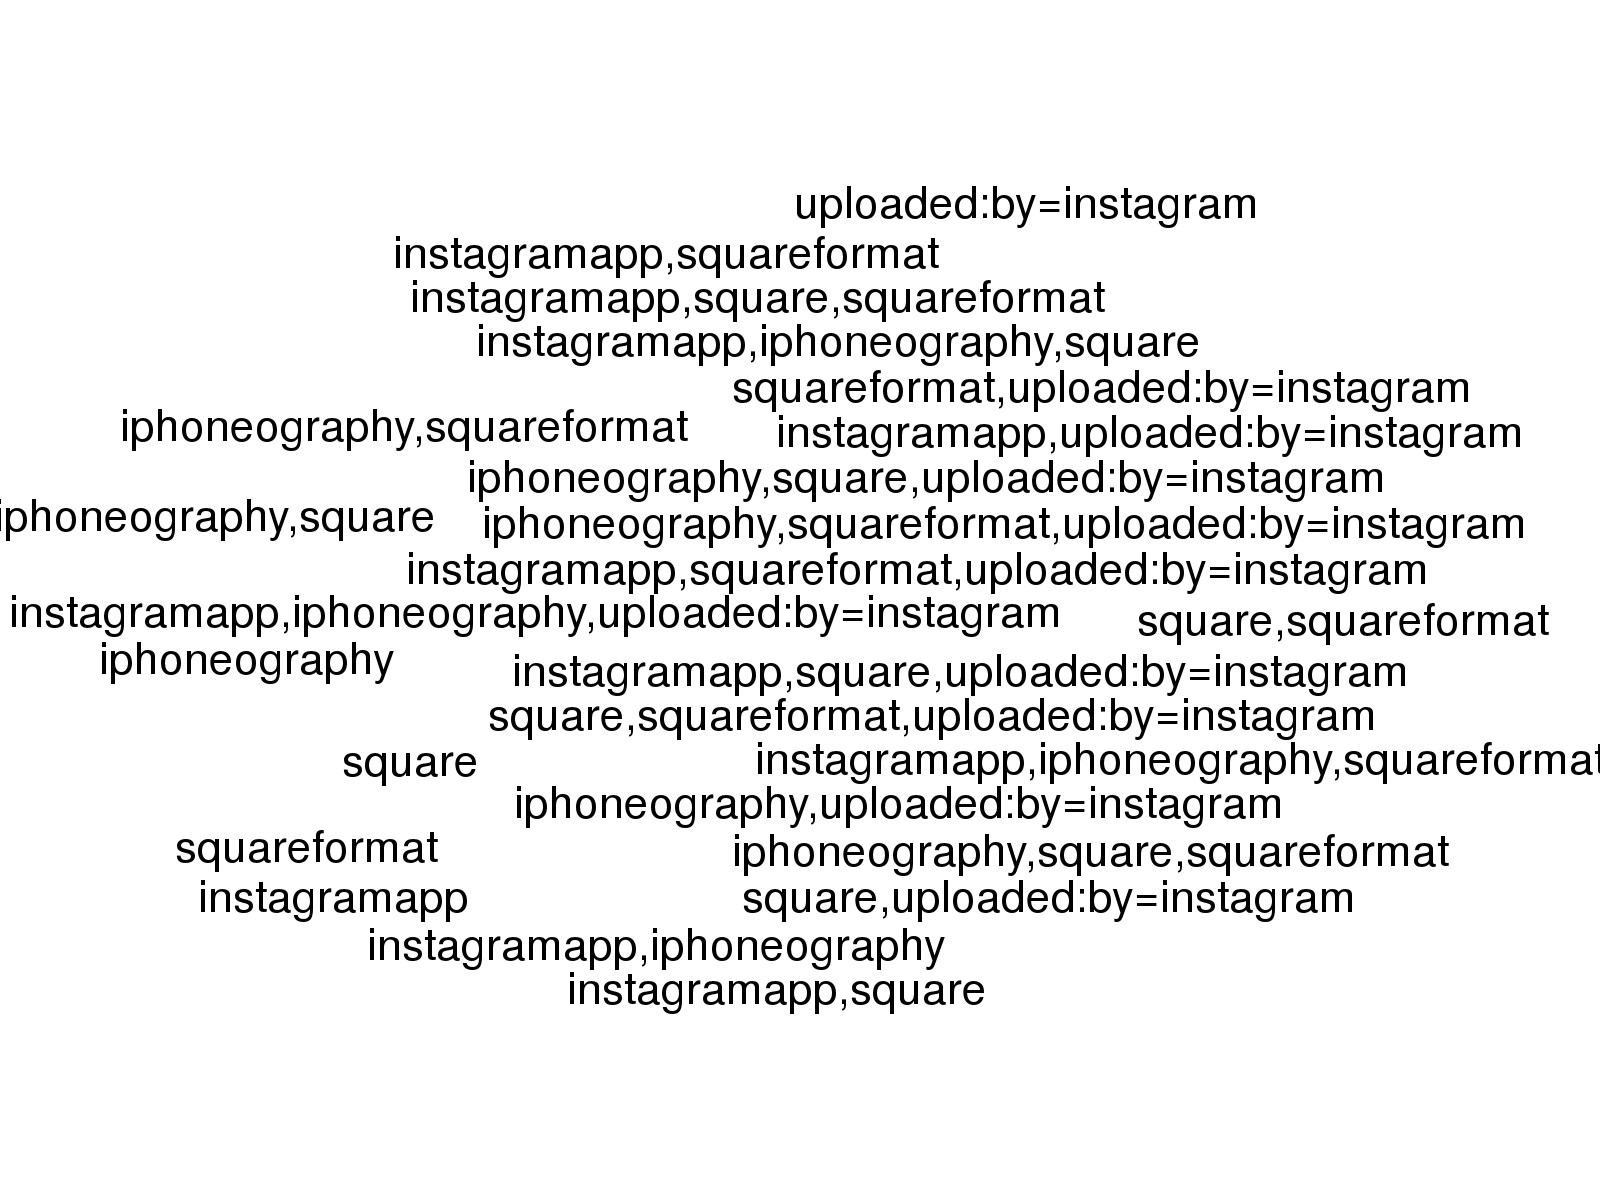 uploaded:by=instagram
instagramapp,squareformat
instagramapp,square,squareformat
instagramapp,iphoneography,square
squareformat,uploaded:by=instagram
iphoneography,squareformat
instagramapp,uploaded:by=instagram
iphoneography,square,uploaded:by=instagram
iphoneography,square
iphoneography,squareformat,uploaded:by=instagram
instagramapp,squareformat,uploaded:by=instagram
instagramapp,iphoneography,uploaded:by=instagram
square,squareformat
iphoneography
instagramapp,square,uploaded:by=instagram
square,squareformat,uploaded:by=instagram
square
instagramapp,iphoneography,squareformat
iphoneography,uploaded:by=instagram
squareformat
iphoneography,square,squareformat
instagramapp
square,uploaded:by=instagram
instagramapp,iphoneography
instagramapp,square